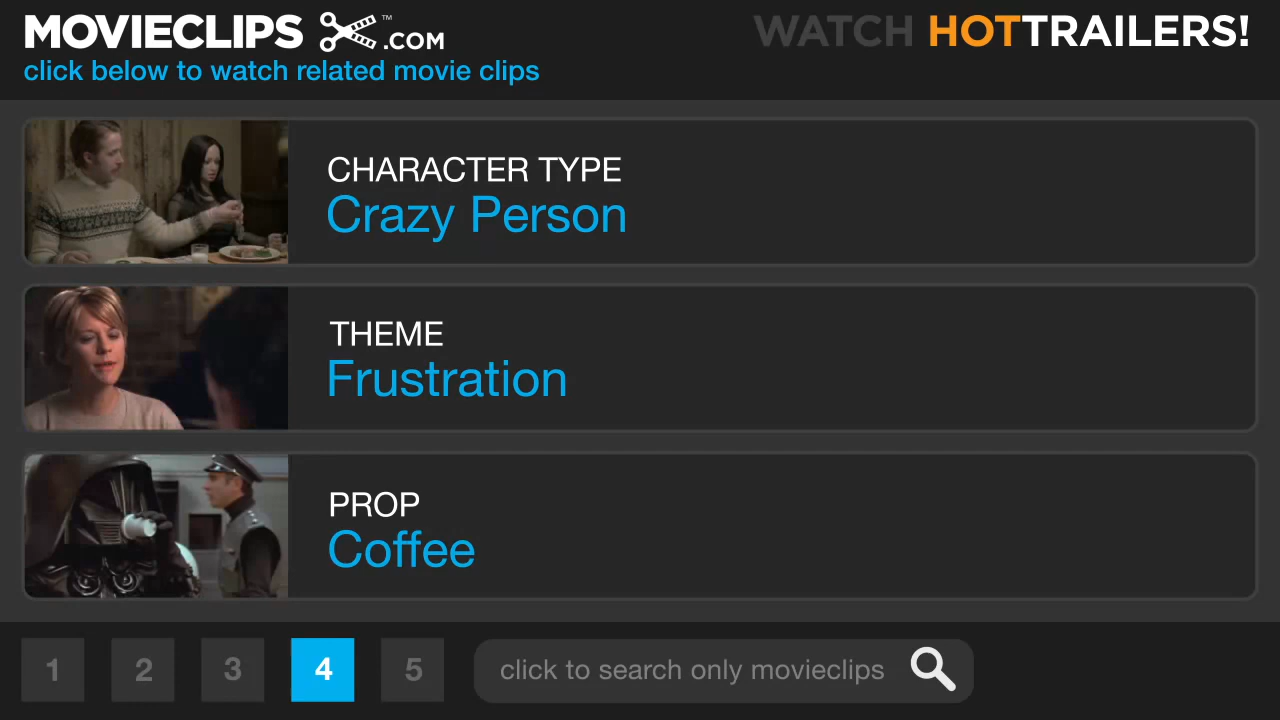 MOVIECLIPS ™ .COM
WATCH HOTTRAILERS!
click below to watch related movie clips
CHARACTER TYPE
Crazy Person
THEME
Frustration
PROP
Coffee
1 2 3 4 5 click to search only movieclips